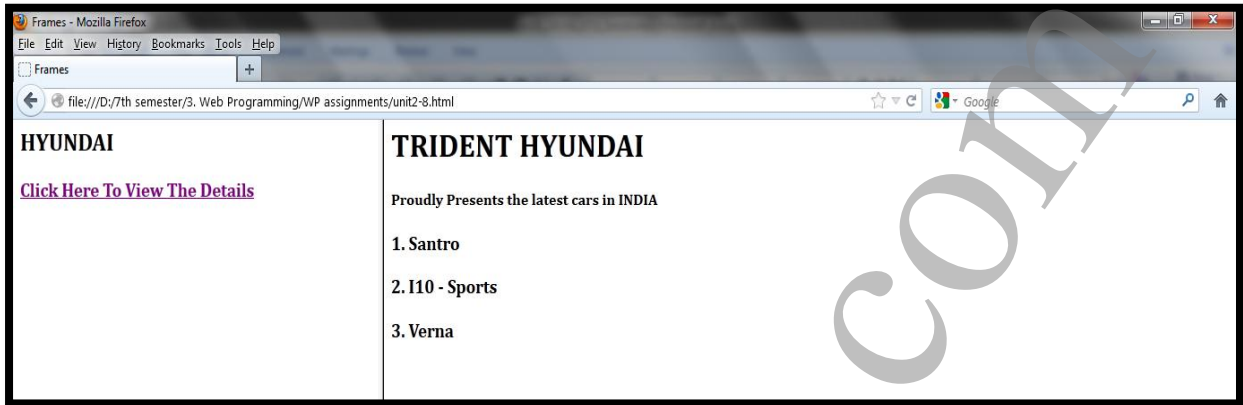 Frames - Mozilla Firefox
File Edit View History Bookmarks Tools Help
Frames +
file:///D:/7th semester/3. Web Programming/WP assignments/unit2-8.html
Google
HYUNDAI
Click Here To View The Details
TRIDENT HYUNDAI
Proudly Presents the latest cars in INDIA
1. Santro
2. I10 - Sports
3. Verna
com